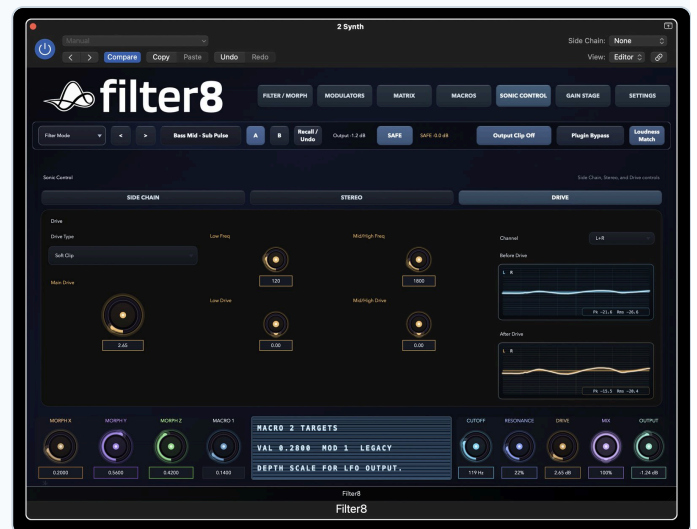 2 Synth
Manual
Side Chain: None
< > Compare Copy Paste Undo Redo
View: Editor
filter8
FILTER / MORPH MODULATORS MATRIX MACROS SONIC CONTROL GAIN STAGE SETTINGS
Filter Mode < > Bass Mid - Sub Pulse A B Recall / Undo Output -1.2 dB SAFE SAFE -0.0 dB Output Clip Off Plugin Bypass Loudness Match
Sonic Control
Side Chain, Stereo, and Drive controls
SIDE CHAIN STEREO DRIVE
Drive
Drive Type Low Freq Mid/High Freq Channel L+R
Soft Clip
Before Drive
L R
120 1800
Main Drive Low Drive Mid/High Drive
Pk -21.6 Rms -26.8
After Drive
2.65 0.00 0.00
L R
Pk -15.5 Rms -20.4
MORPH X MORPH Y MORPH Z MACRO 1 CUTOFF RESONANCE DRIVE MIX OUTPUT
MACRO 2 TARGETS
VAL 0.2800 MOD 1 LEGACY
DEPTH SCALE FOR LFO OUTPUT.
0.2000 0.5600 0.4200 0.1400 119 Hz 22% 2.65 dB 100% -1.24 dB
Filter8
Filter8